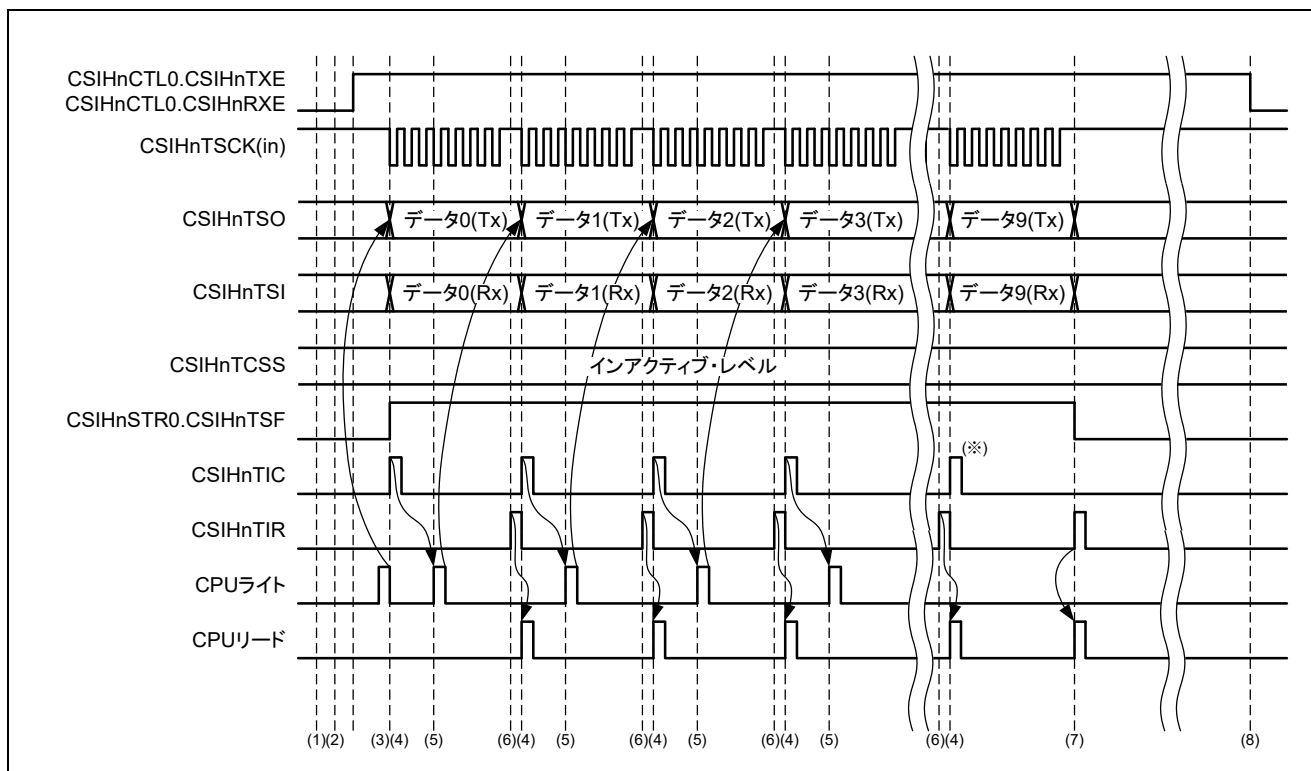 CSIHnCTL0.CSIHnTXE
CSIHnCTL0.CSIHnRXE
CSIHnTSCK(in)
CSIHnTSO
データ0(Tx) データ1(Tx) データ2(Tx) データ3(Tx) データ9(Tx)
CSIHnTSI
データ0(Rx) データ1(Rx) データ2(Rx) データ3(Rx) データ9(Rx)
CSIHnTCSS
インアクティブ・レベル
CSIHnSTR0.CSIHnTSF
CSIHnTIC
(※)
CSIHnTIR
CPUライト
CPUリード
(1)(2) (3)(4) (5) (6)(4) (5) (6)(4) (5) (6)(4) (5) (6)(4) (7) (8)